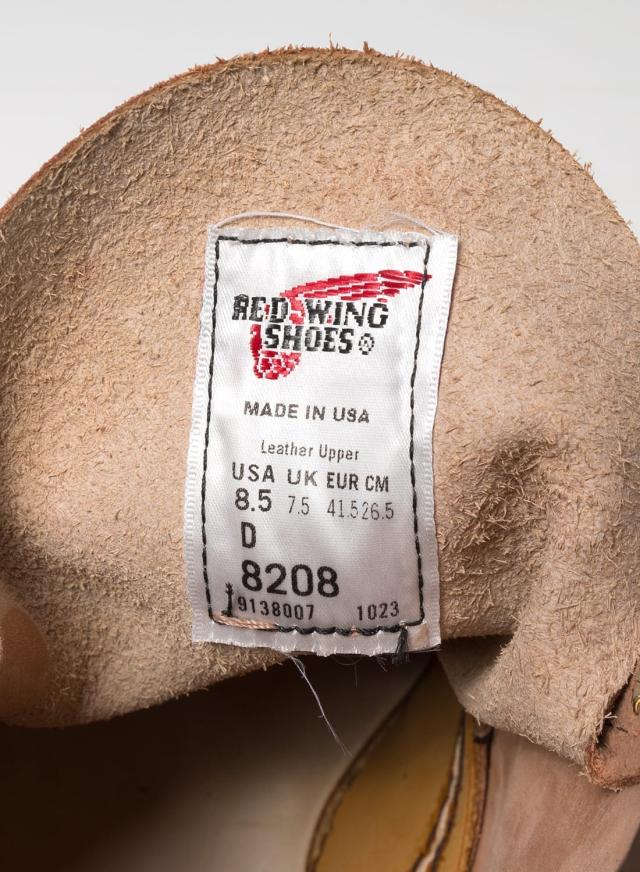 RED WING
SHOES ®
MADE IN USA
Leather Upper
USA UK EUR CM
8.5 7.5 41.5 26.5
D
8208
9138007 1023